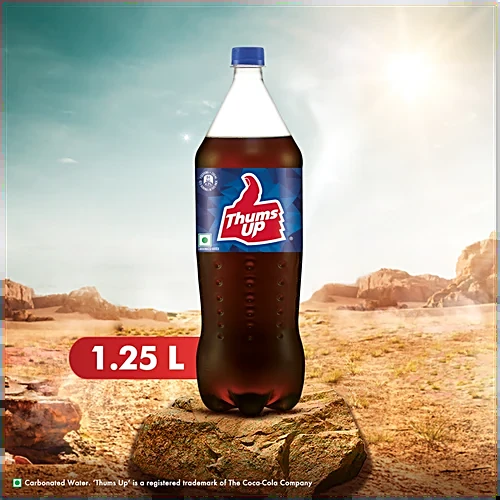 Thums
UP
®
1.25 L
Carbonated Water. 'Thums Up' is a registered trademark of The Coca-Cola Company